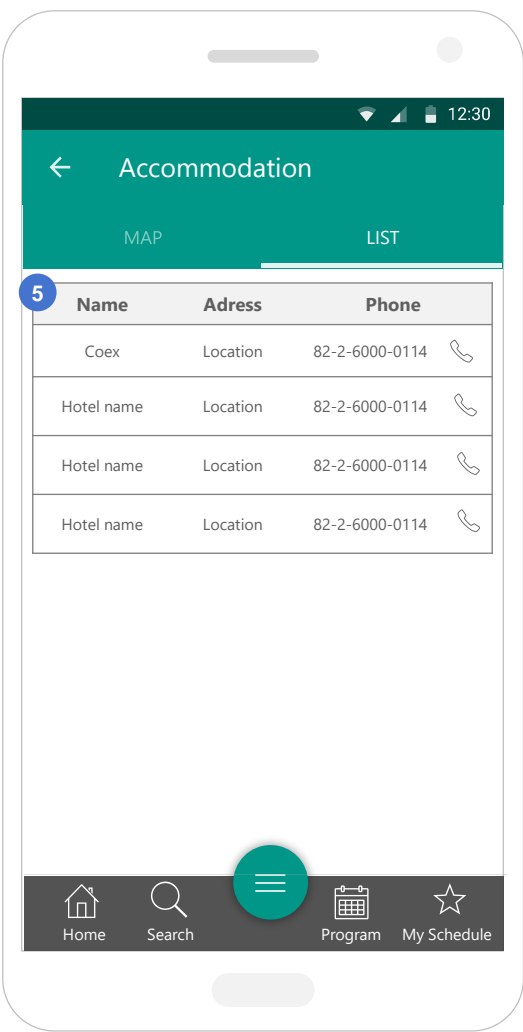 12:30
Accommodation
MAP LIST
5
Name Adress Phone
Coex Location 82-2-6000-0114
Hotel name Location 82-2-6000-0114
Hotel name Location 82-2-6000-0114
Hotel name Location 82-2-6000-0114
Home Search Program My Schedule